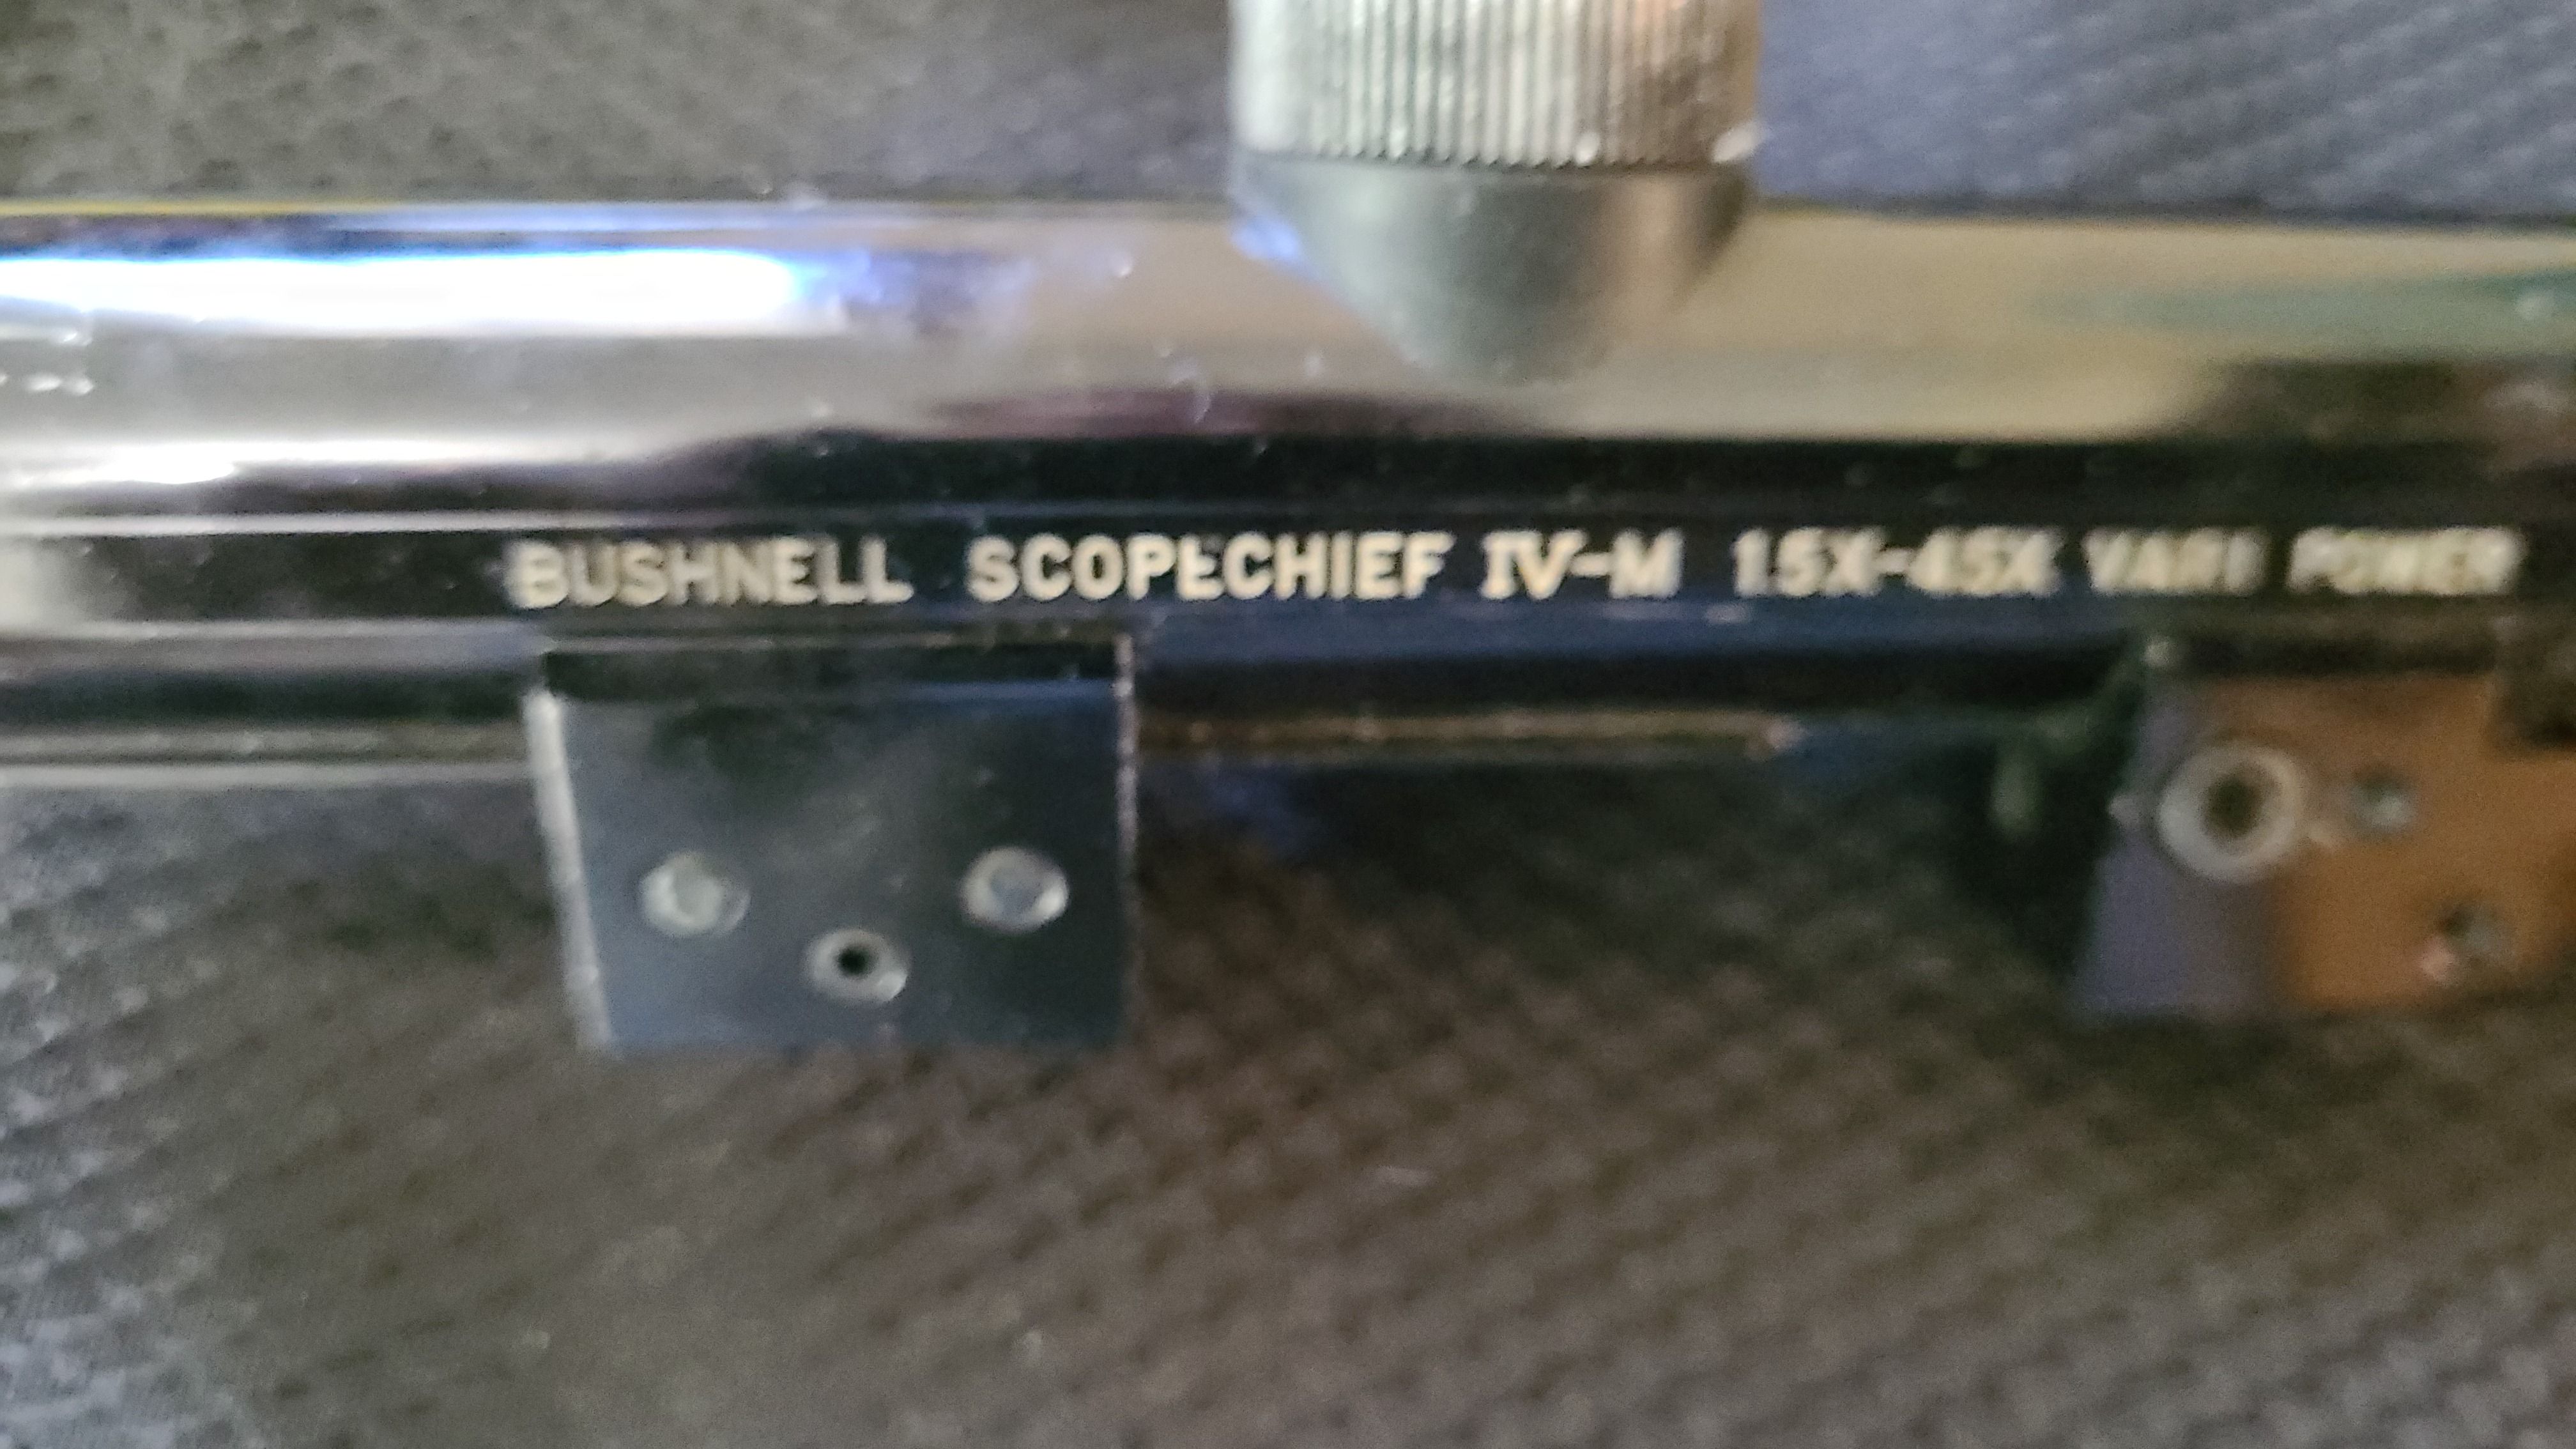 BUSHNELL SCOPECHIEF IV-M 1.5X-4.5X VARI POWER